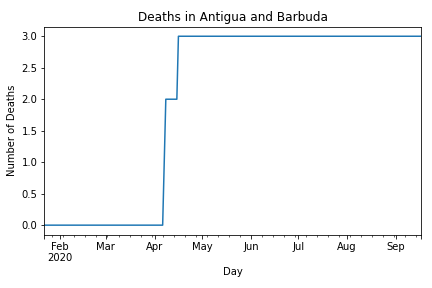 Deaths in Antigua and Barbuda
Number of Deaths
3.0
2.5
2.0
1.5
1.0
0.5
0.0
Feb Mar Apr May Jun Jul Aug Sep
2020
Day